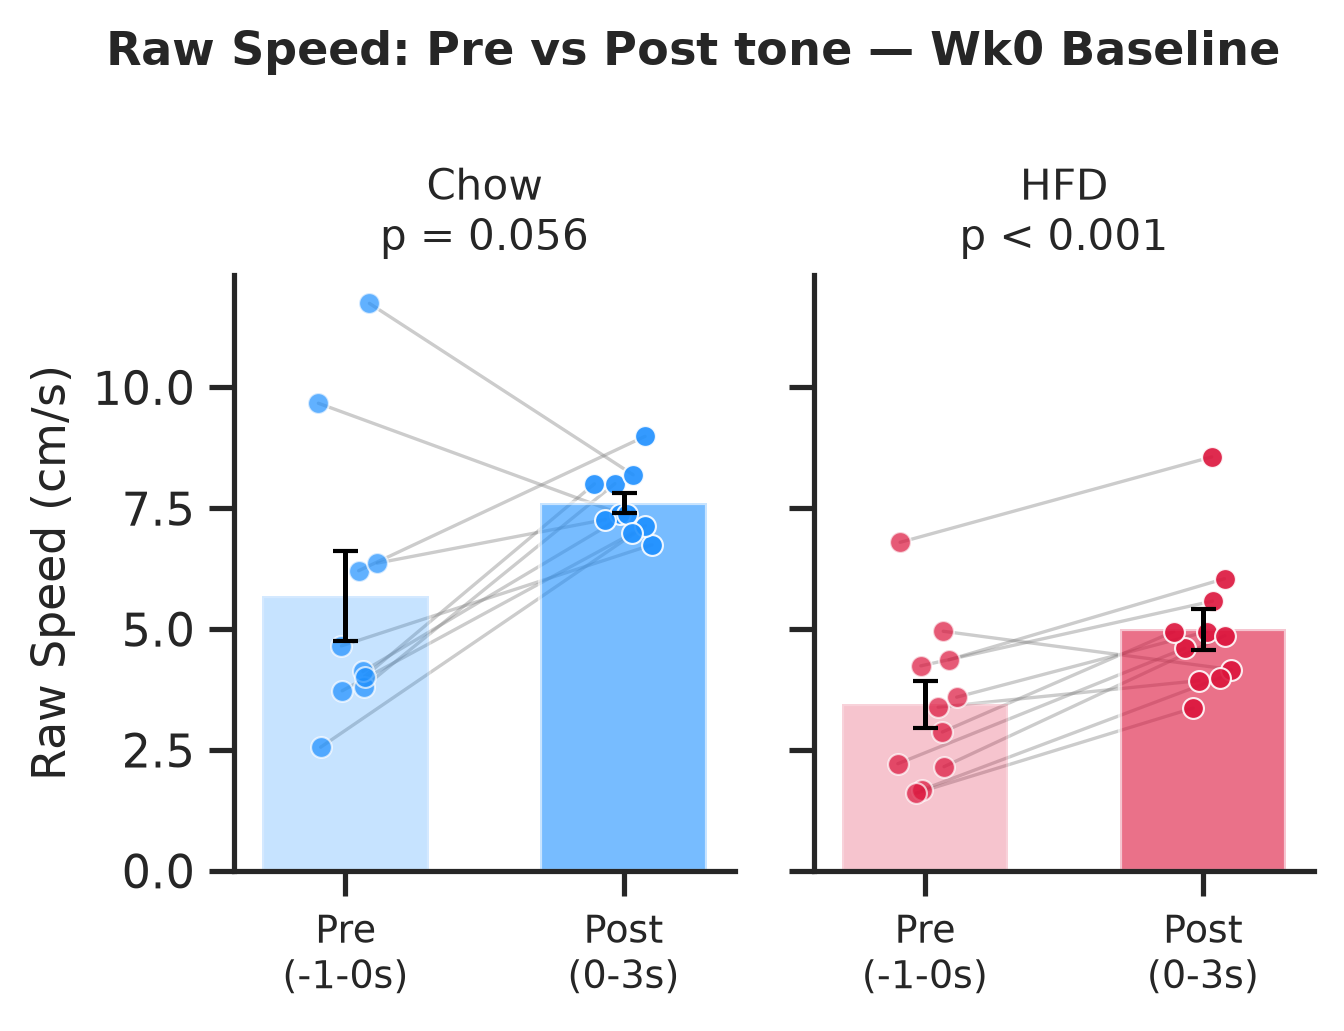 Raw Speed: Pre vs Post tone — Wk0 Baseline
Chow
p = 0.056
HFD
p < 0.001
Raw Speed (cm/s)
10.0
7.5
5.0
2.5
0.0
Pre
(-1-0s)
Post
(0-3s)
Pre
(-1-0s)
Post
(0-3s)